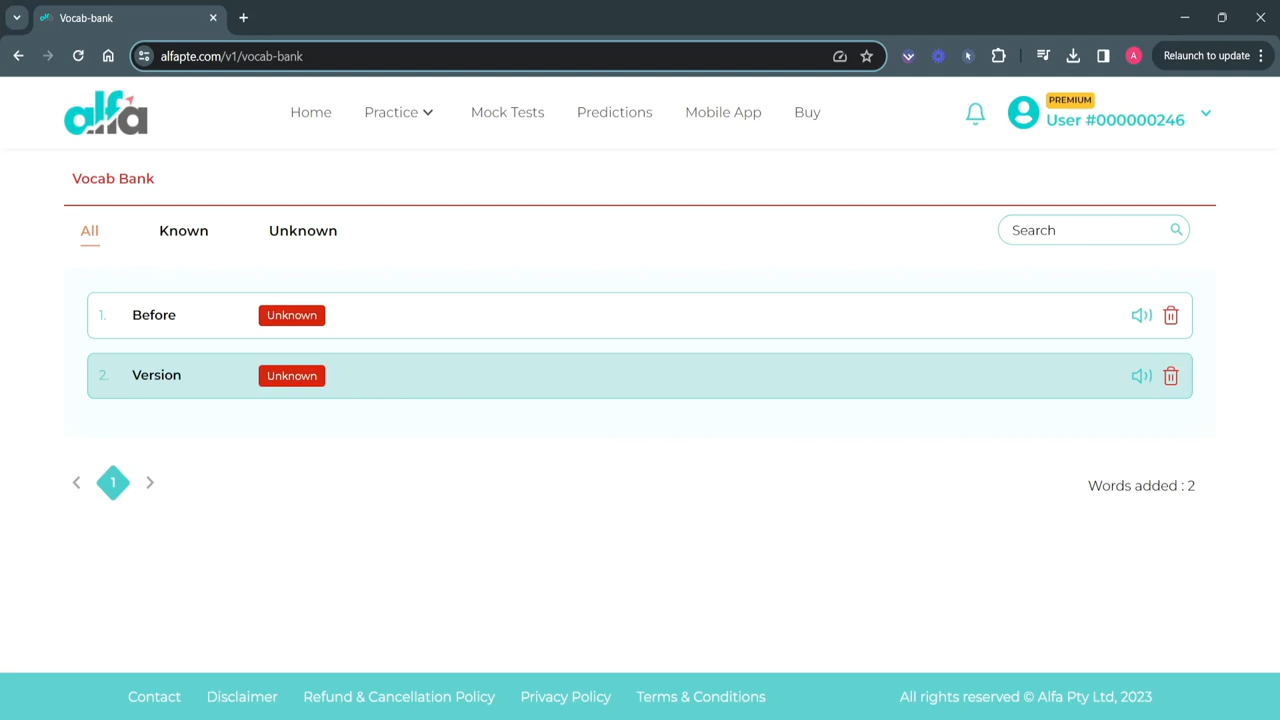 Vocab-bank
alfapte.com/v1/vocab-bank
A
Relaunch to update
alfa
Home
Practice
Mock Tests
Predictions
Mobile App
Buy
PREMIUM
User #000000246
Vocab Bank
All
Known
Unknown
Search
1. Before Unknown
2. Version Unknown
1
Words added : 2
Contact
Disclaimer
Refund & Cancellation Policy
Privacy Policy
Terms & Conditions
All rights reserved © Alfa Pty Ltd, 2023